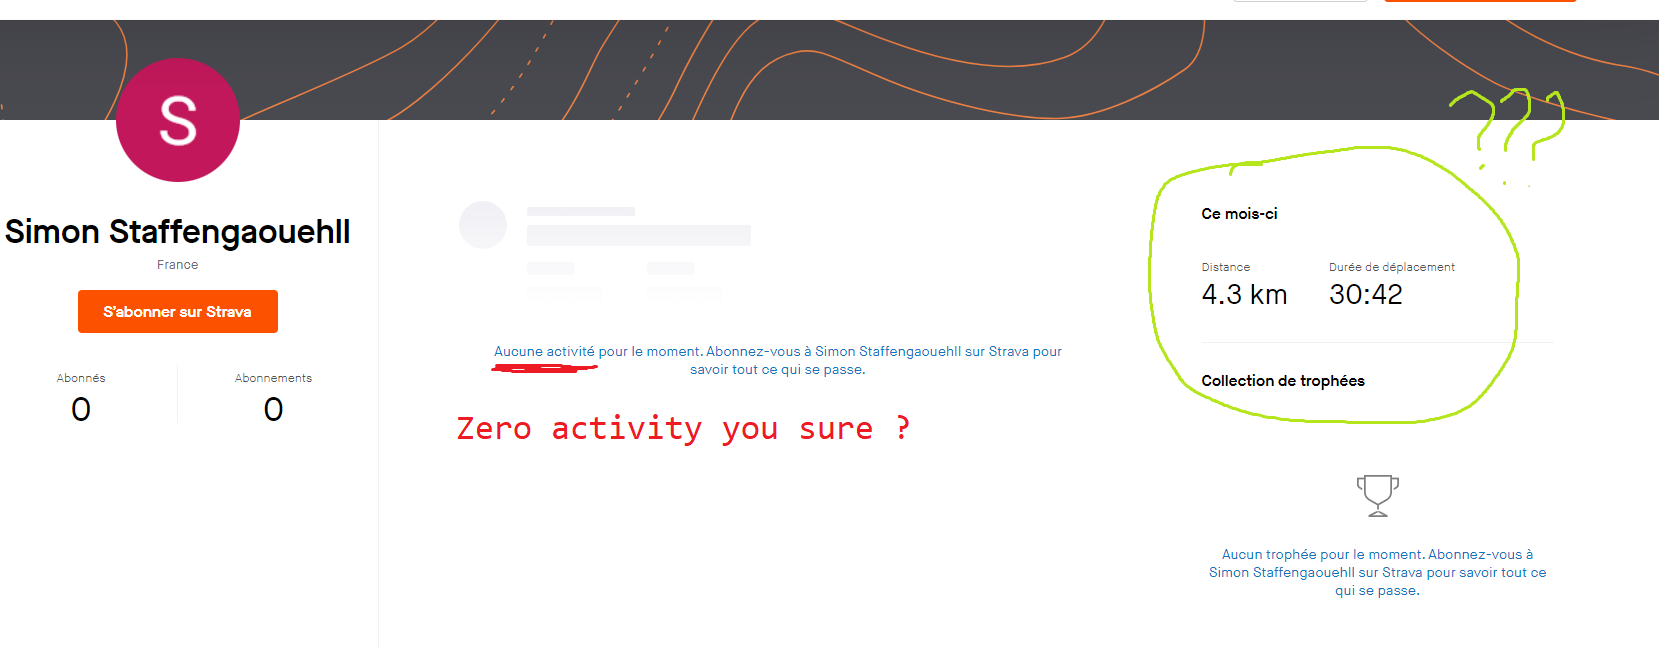 S
Simon Staffengaouehll
France
S'abonner sur Strava
Abonnés
0
Abonnements
0
Aucune activité pour le moment. Abonnez-vous à Simon Staffengaouehll sur Strava pour
savoir tout ce qui se passe.
Zero activity you sure ?
???
Ce mois-ci
Distance
4.3 km
Durée de déplacement
30:42
Collection de trophées
Aucun trophée pour le moment. Abonnez-vous à
Simon Staffengaouehll sur Strava pour savoir tout ce
qui se passe.